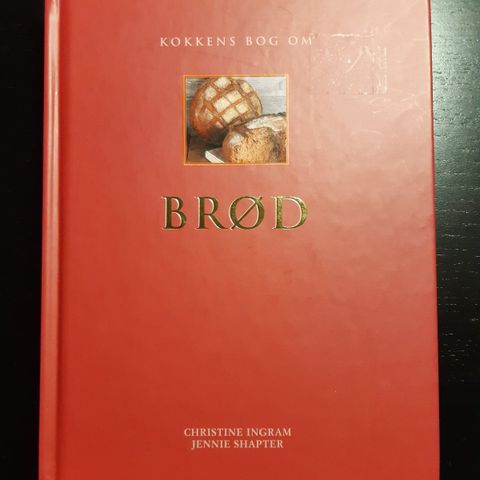 KOKKENS BOG OM
BRØD
CHRISTINE INGRAM
JENNIE SHAPTER